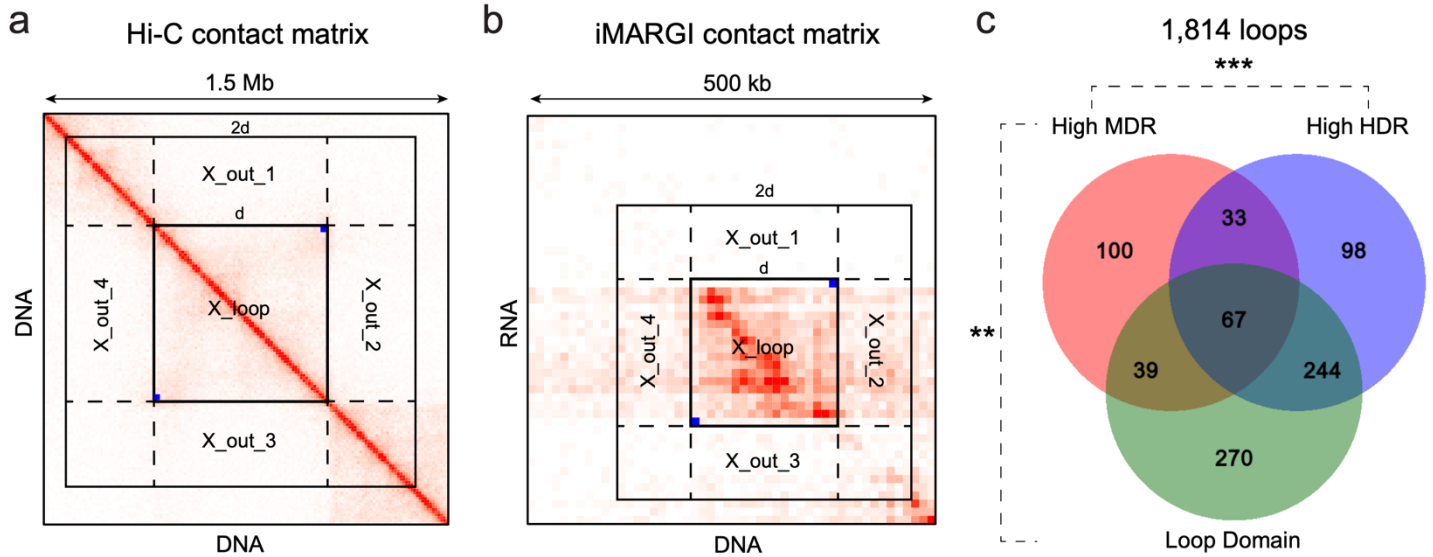 a
Hi-C contact matrix
1.5 Mb
2d
X_out_1
d
X_out_4
X_loop
X_out_2
X_out_3
DNA
DNA
b
iMARGI contact matrix
500 kb
2d
X_out_1
d
X_out_4
X_loop
X_out_2
X_out_3
RNA
DNA
c
1,814 loops
***
High MDR
High HDR
33
100
98
67
**
39
244
270
Loop Domain